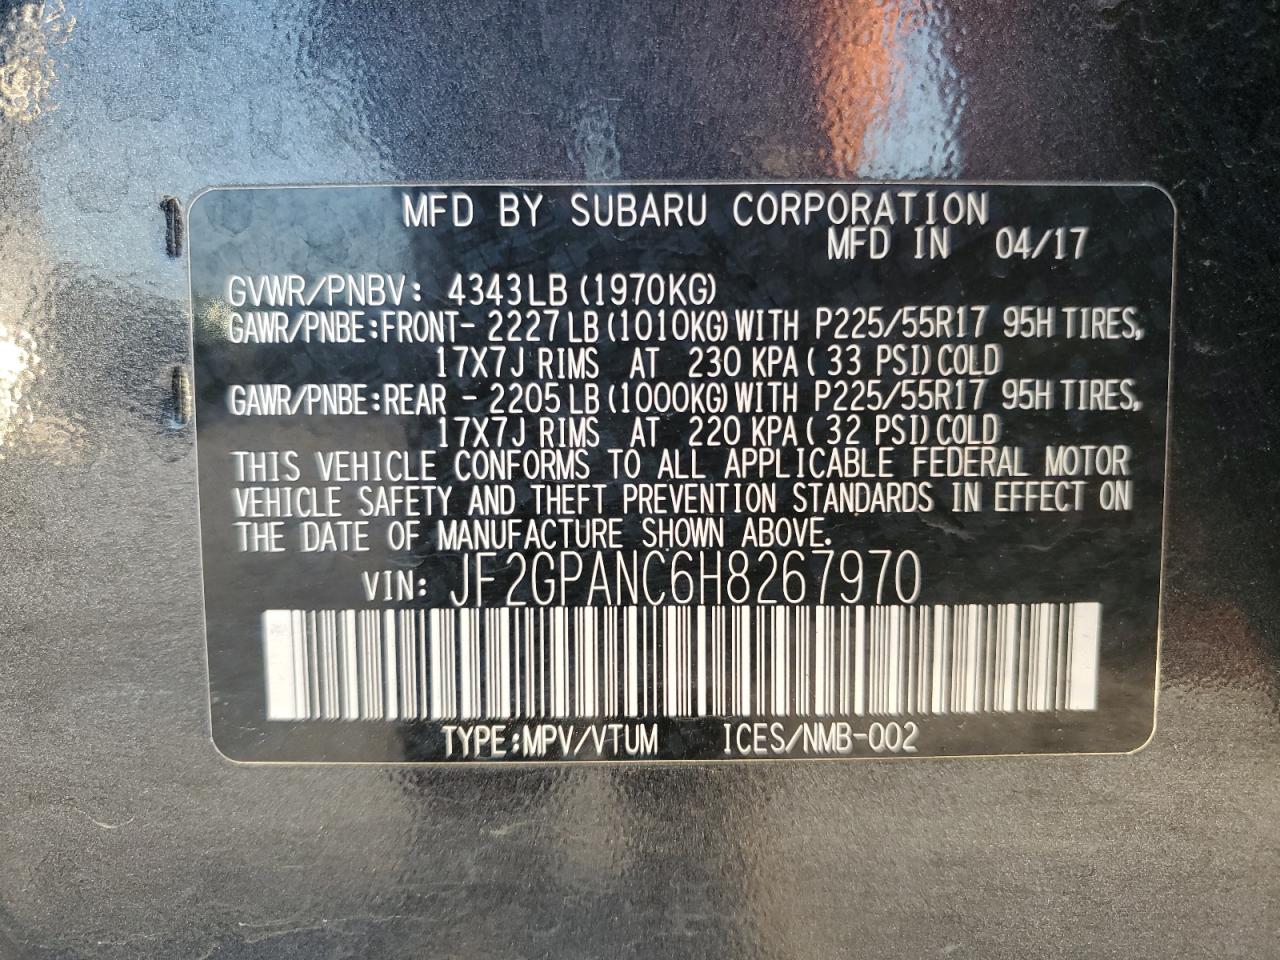 MFD BY SUBARU CORPORATION
MFD IN 04/17
GVWR/PNBV: 4343LB (1970KG)
GAWR/PNBE:FRONT- 2227LB(1010KG)WITH P225/55R17 95H TIRES,
17X7J RIMS AT 230 KPA( 33 PSI)COLD
GAWR/PNBE:REAR - 2205LB(1000KG)WITH P225/55R17 95H TIRES,
17X7J RIMS AT 220 KPA( 32 PSI)COLD
THIS VEHICLE CONFORMS TO ALL APPLICABLE FEDERAL MOTOR
VEHICLE SAFETY AND THEFT PREVENTION STANDARDS IN EFFECT ON
THE DATE OF MANUFACTURE SHOWN ABOVE.
VIN: JF2GPANC6H8267970
TYPE:MPV/VTUM ICES/NMB-002